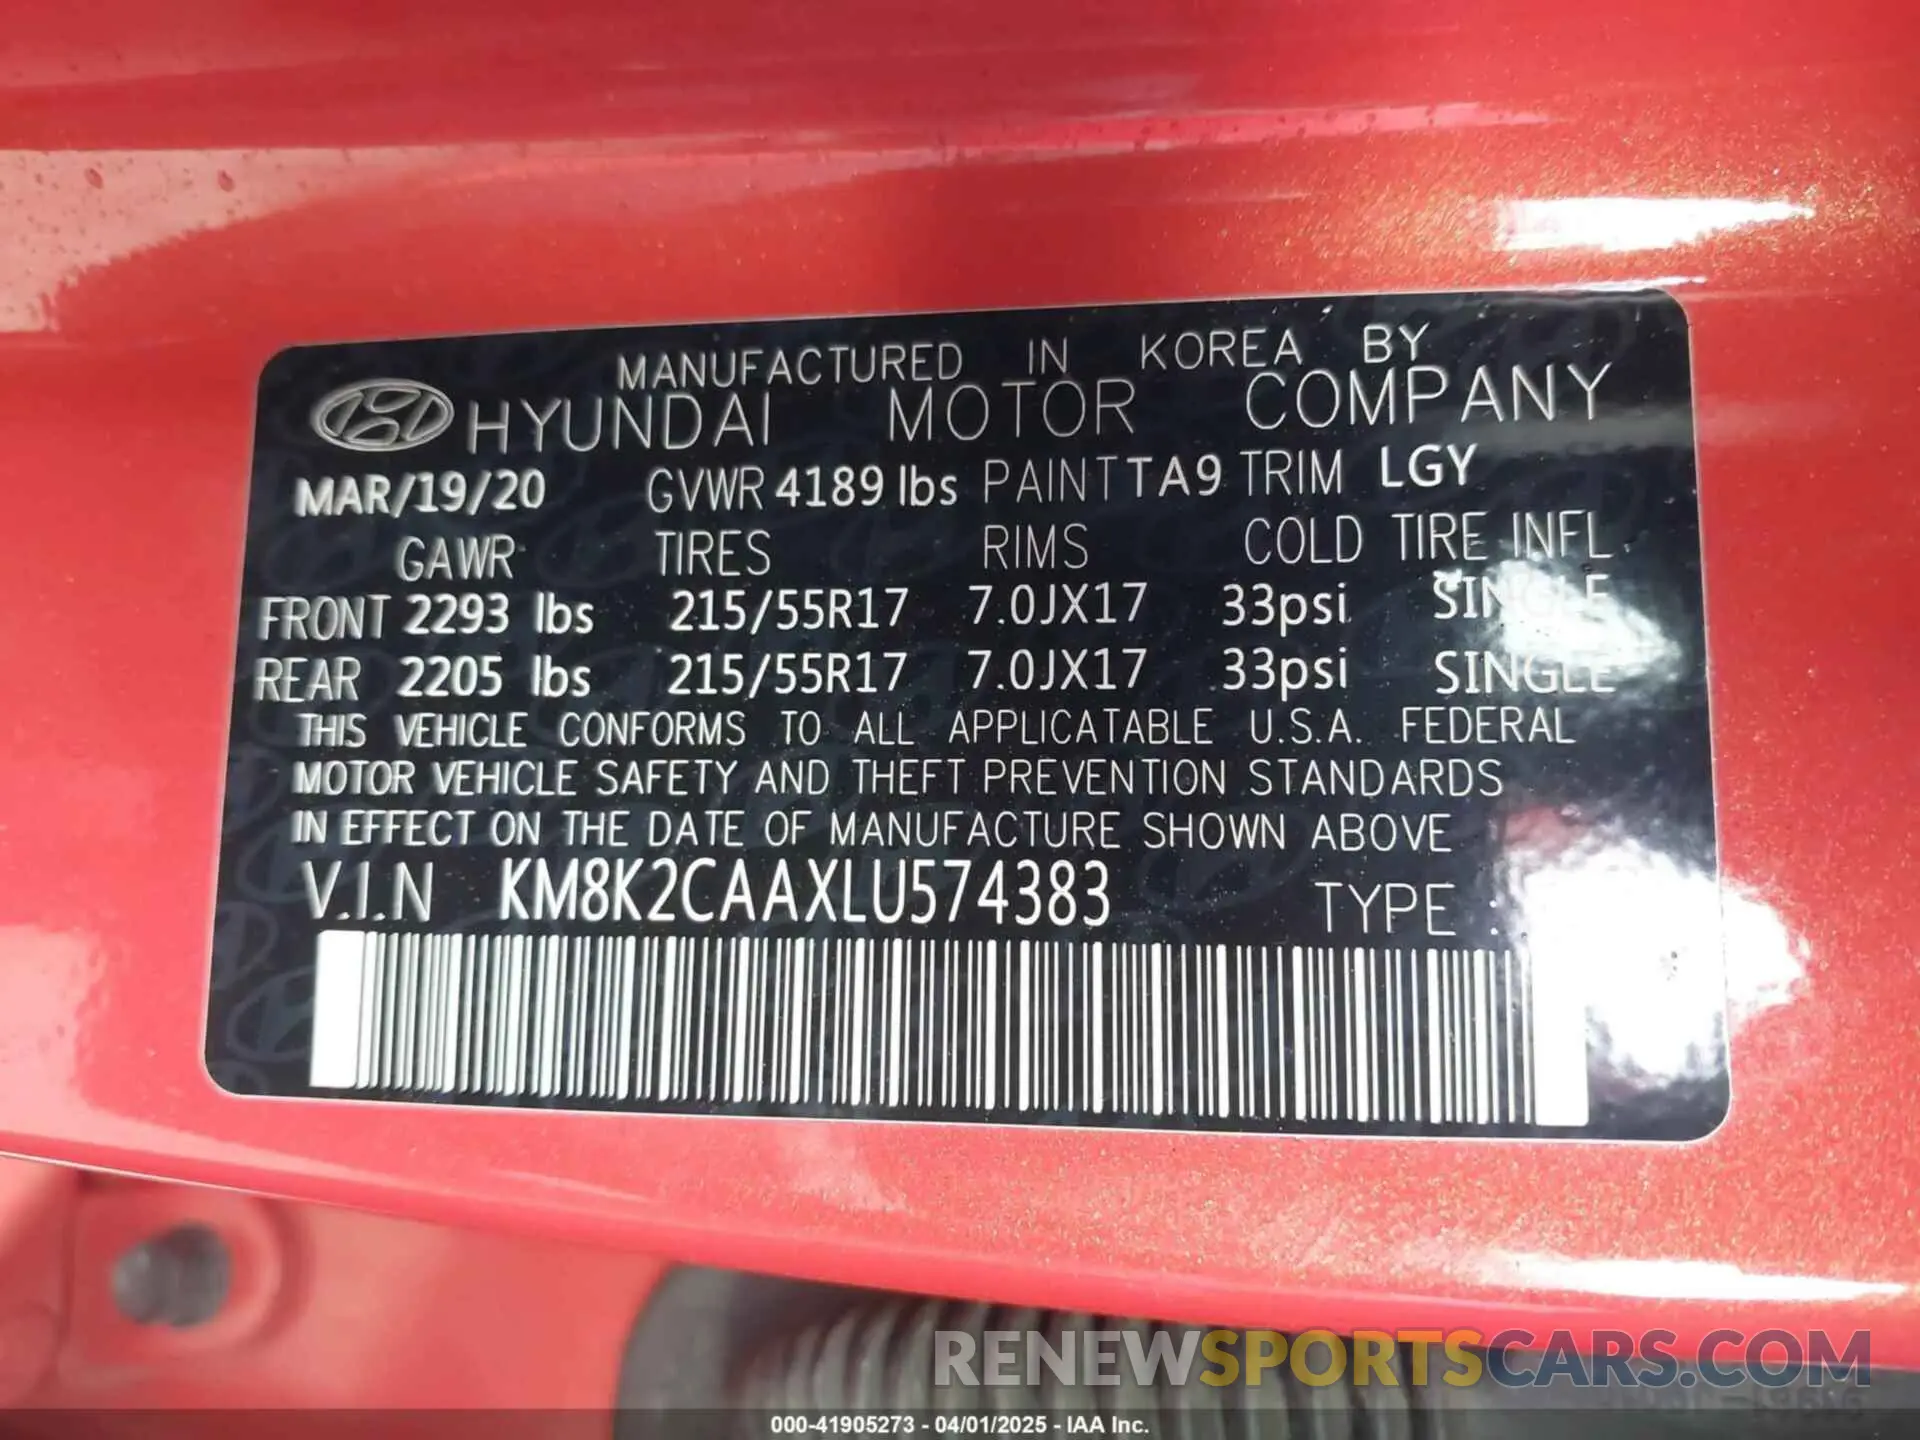 MANUFACTURED IN KOREA BY
HYUNDAI MOTOR COMPANY
MAR/19/20 GVWR 4189 lbs PAINT TA9 TRIM LGY
GAWR TIRES RIMS COLD TIRE INFL.
FRONT 2293 lbs 215/55R17 7.0JX17 33psi SINGLE
REAR 2205 lbs 215/55R17 7.0JX17 33psi SINGLE
THIS VEHICLE CONFORMS TO ALL APPLICATABLE U.S.A. FEDERAL
MOTOR VEHICLE SAFETY AND THEFT PREVENTION STANDARDS
IN EFFECT ON THE DATE OF MANUFACTURE SHOWN ABOVE
V.I.N KM8K2CAAXLU574383 TYPE :
RENEWSPORTSCARS.COM
000-41905273 - 04/01/2025 - IAA Inc.